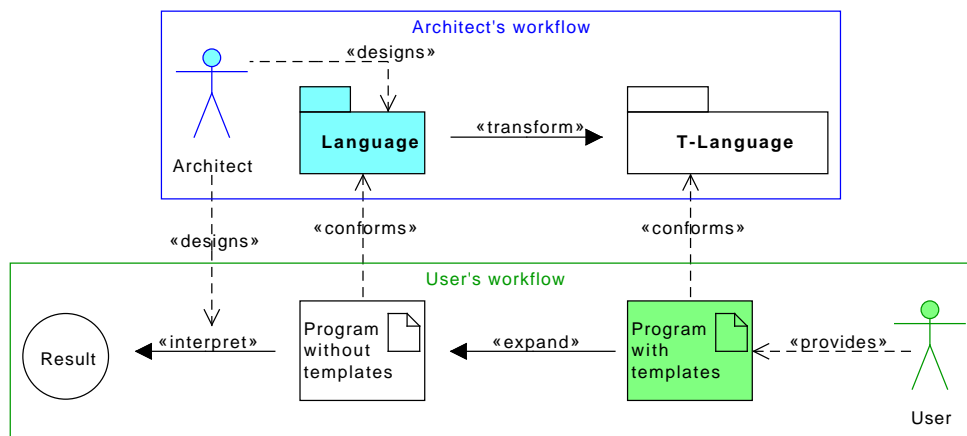 Architect's workflow
«designs»
Language
«transform»
T-Language
Architect
«designs»
«conforms»
«conforms»
User's workflow
Result
«interpret»
Program
without
templates
«expand»
Program
with
templates
«provides»
User